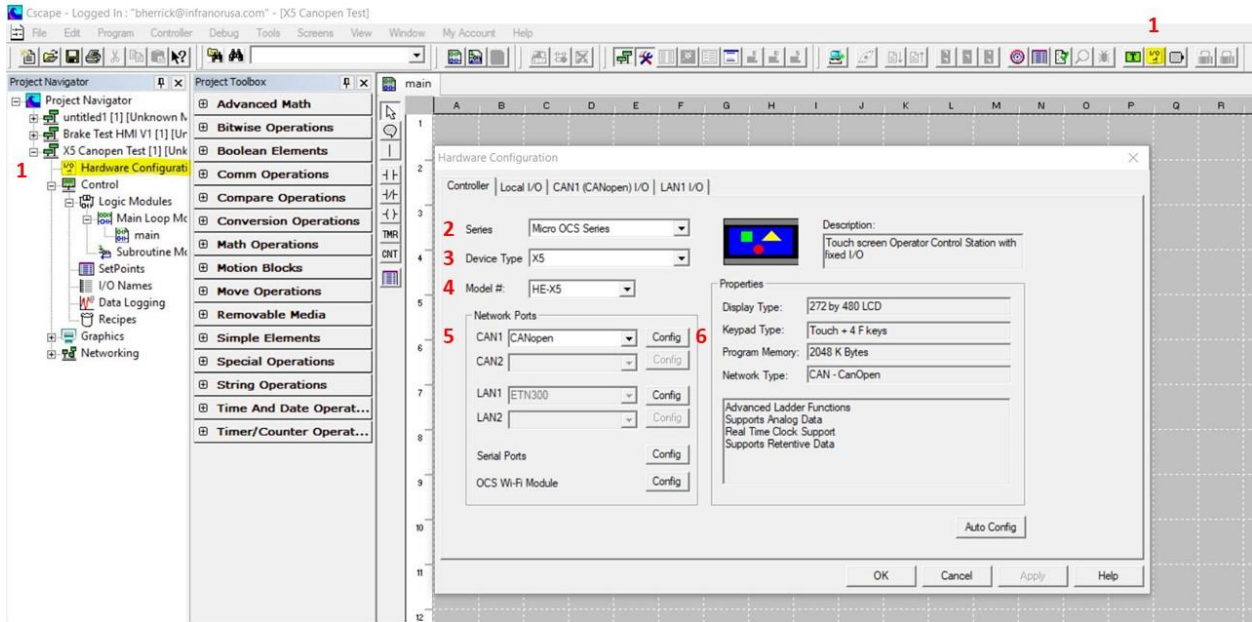 Cscape - Logged In : "bherrick@infranorusa.com" - [X5 Canopen Test]
File Edit Program Controller Debug Tools Screens View Window My Account Help
1
Project Navigator
Project Navigator
untitled1 [1] [Unknown
Brake Test HMI V1 [1] [Ur
X5 Canopen Test [1] [Unk
1 Hardware Configurati
Control
Logic Modules
Main Loop Mc
main
Subroutine Mc
SetPoints
I/O Names
Data Logging
Recipes
Graphics
Networking
Project Toolbox
Advanced Math
Bitwise Operations
Boolean Elements
Comm Operations
Compare Operations
Conversion Operations
Math Operations
Motion Blocks
Move Operations
Removable Media
Simple Elements
Special Operations
String Operations
Time And Date Operat...
Timer/Counter Operat...
TMR
CNT
main
A B C D E F G H I J K L M N O P Q R
1
2
3
4
5
6
7
8
9
10
11
12
Hardware Configuration
Controller Local I/O CAN1 (CANopen) I/O LAN1 I/O
2 Series Micro OCS Series
3 Device Type X5
4 Model #: HE-X5
Network Ports
5 CAN1 CANopen Config 6
CAN2 Config
LAN1 ETN300 Config
LAN2 Config
Serial Ports Config
OCS Wi-Fi Module Config
Description:
Touch screen Operator Control Station with
fixed I/O
Properties
Display Type: 272 by 480 LCD
Keypad Type: Touch + 4 F keys
Program Memory: 2048 K Bytes
Network Type: CAN - CanOpen
Advanced Ladder Functions
Supports Analog Data
Real Time Clock Support
Supports Retentive Data
Auto Config
OK Cancel Apply Help